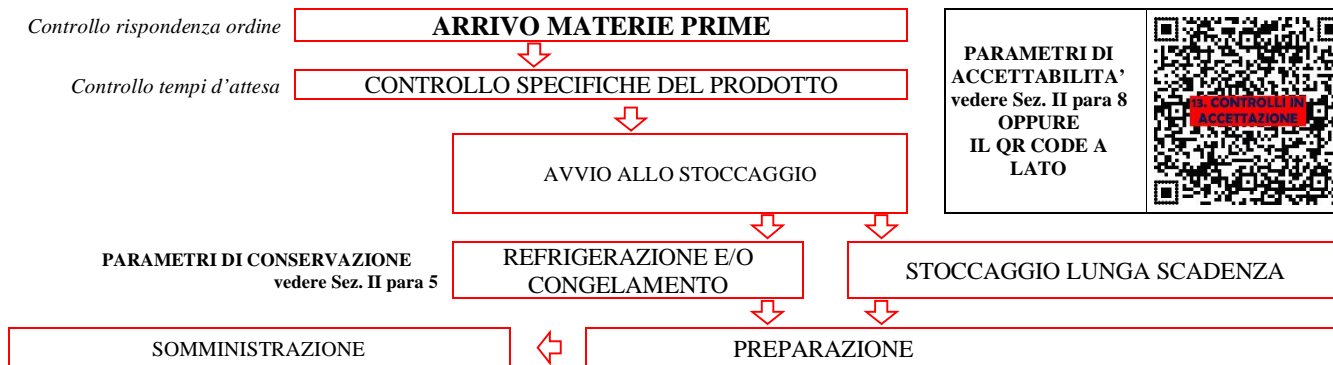 Controllo rispondenza ordine
ARRIVO MATERIE PRIME
Controllo tempi d'attesa
CONTROLLO SPECIFICHE DEL PRODOTTO
PARAMETRI DI
ACCETTABILITA'
vedere Sez. II para 8
OPPURE
IL QR CODE A
LATO
13. CONTROLLI IN
ACCETTAZIONE
AVVIO ALLO STOCCAGGIO
PARAMETRI DI CONSERVAZIONE
vedere Sez. II para 5
REFRIGERAZIONE E/O
CONGELAMENTO
STOCCAGGIO LUNGA SCADENZA
SOMMINISTRAZIONE
PREPARAZIONE